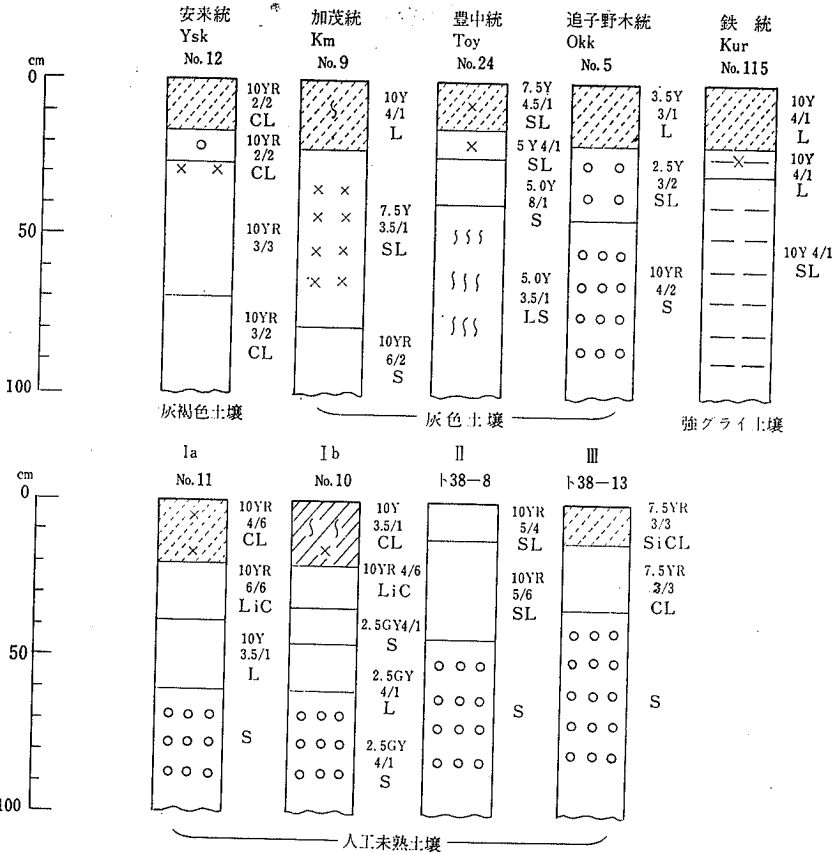 安来統
Ysk
No.12
加茂統
Km
No.9
豊中統
Toy
No.24
追子野木統
Okk
No.5
鉄 統
Kur
No.115
cm
0
50
100
10YR
2/2
CL
10YR
2/2
CL
10YR
3/3
10YR
3/2
CL
10Y
4/1
L
7.5Y
3.5/1
SL
10YR
6/2
S
7.5Y
4.5/1
SL
5Y 4/1
SL
5.0Y
8/1
S
5.0Y
3.5/1
LS
3.5Y
3/1
L
2.5Y
3/2
SL
10YR
4/2
S
10Y
4/1
L
10Y
4/1
L
10Y 4/1
SL
灰褐色土壌
灰色土壌
強グライ土壌
Ia
No.11
Ib
No.10
II
ト38-8
III
ト38-13
cm
0
50
100
10YR
4/6
CL
10YR
6/6
LiC
10Y
3.5/1
L
S
10Y
3.5/1
CL
10YR 4/6
LiC
2.5GY4/1
S
2.5GY
4/1
L
2.5GY
4/1
S
10YR
5/4
SL
10YR
5/6
SL
S
7.5YR
3/3
SiCL
7.5YR
3/3
CL
S
人工未熟土壌